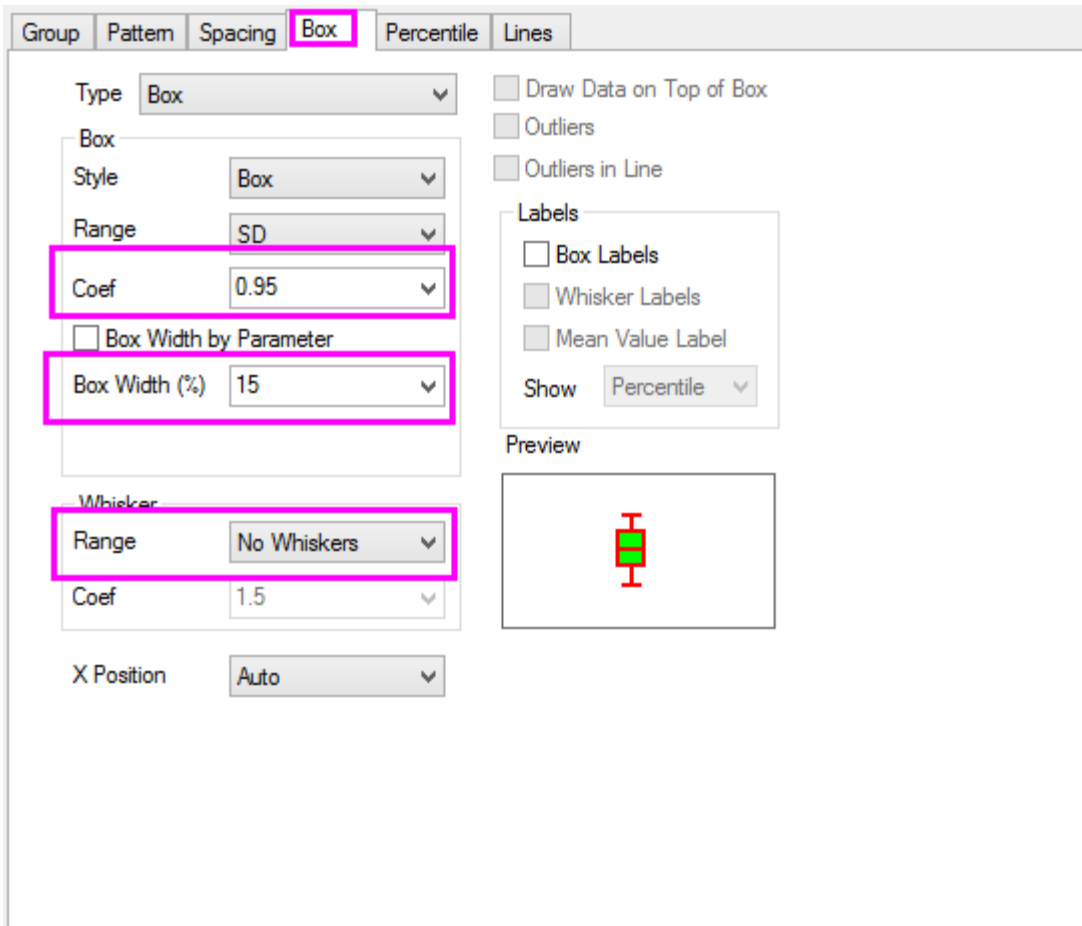 Group Pattern Spacing Box Percentile Lines
Type Box
Box
Style Box
Range SD
Coef 0.95
Box Width by Parameter
Box Width (%) 15
Whisker
Range No Whiskers
Coef 1.5
X Position Auto
Draw Data on Top of Box
Outliers
Outliers in Line
Labels
Box Labels
Whisker Labels
Mean Value Label
Show Percentile
Preview